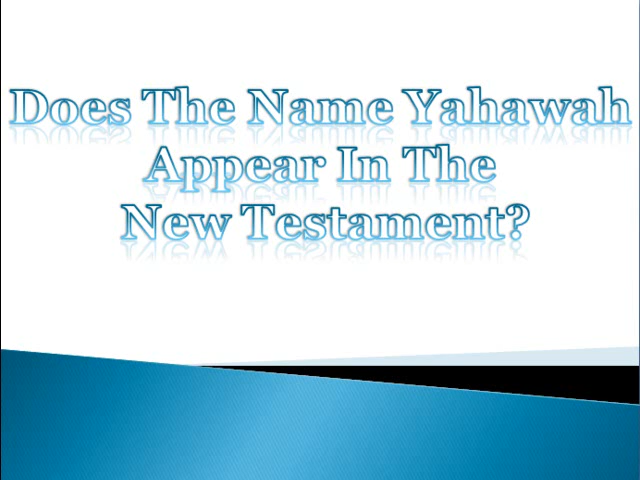 Does The Name Yahawah
Appear In The
New Testament?